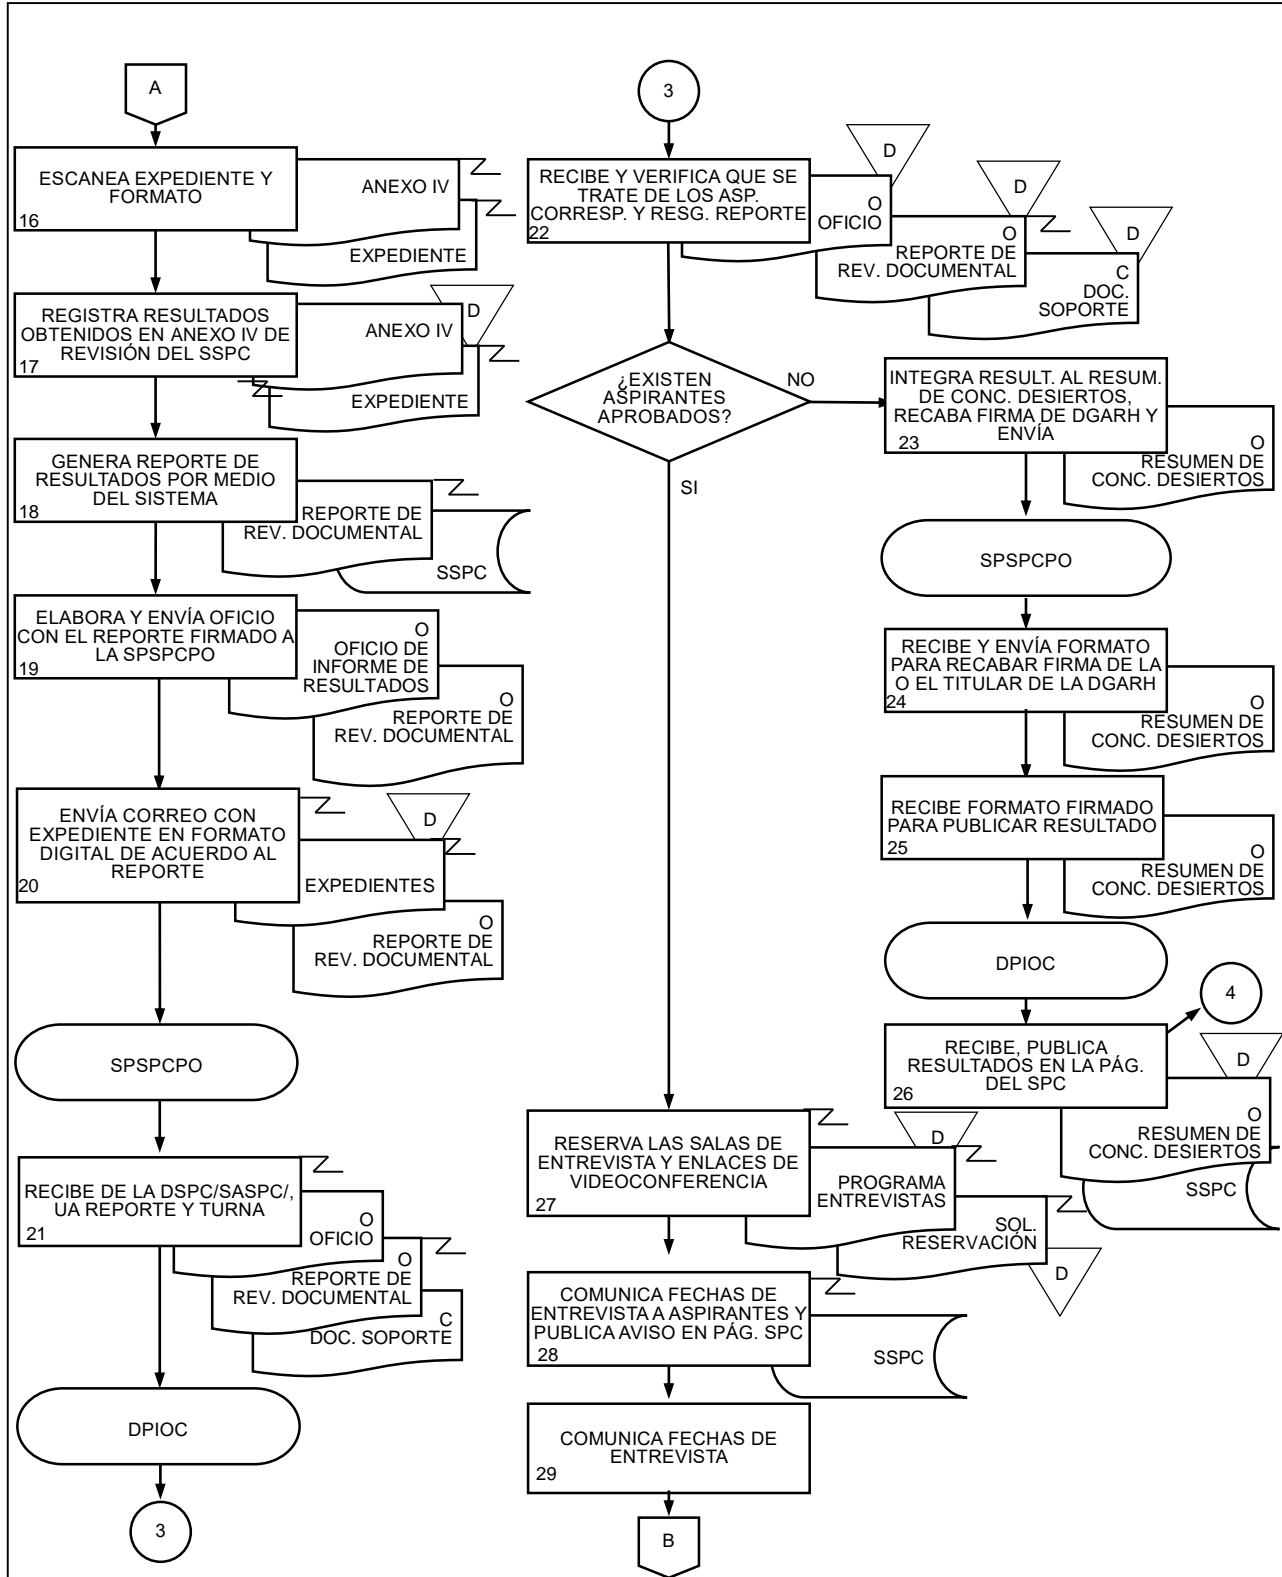 A
ESCANEA EXPEDIENTE Y
FORMATO
16
ANEXO IV
EXPEDIENTE
REGISTRA RESULTADOS
OBTENIDOS EN ANEXO IV DE
REVISIÓN DEL SSPC
17
D
ANEXO IV
EXPEDIENTE
GENERA REPORTE DE
RESULTADOS POR MEDIO
DEL SISTEMA
18
REPORTE DE
REV. DOCUMENTAL
SSPC
ELABORA Y ENVÍA OFICIO
CON EL REPORTE FIRMADO A
LA SPSPCPO
19
O
OFICIO DE
INFORME DE
RESULTADOS
O
REPORTE DE
REV. DOCUMENTAL
ENVÍA CORREO CON
EXPEDIENTE EN FORMATO
DIGITAL DE ACUERDO AL
REPORTE
20
D
EXPEDIENTES
O
REPORTE DE
REV. DOCUMENTAL
SPSPCPO
RECIBE DE LA DSPC/SASPC/,
UA REPORTE Y TURNA
21
O
OFICIO
O
REPORTE DE
REV. DOCUMENTAL
C
DOC. SOPORTE
DPIOC
3
3
RECIBE Y VERIFICA QUE SE
TRATE DE LOS ASP.
CORRESP. Y RESG. REPORTE
22
D
O
OFICIO
D
O
REPORTE DE
REV. DOCUMENTAL
D
C
DOC.
SOPORTE
¿EXISTEN
ASPIRANTES
APROBADOS?
NO
SI
INTEGRA RESULT. AL RESUM.
DE CONC. DESIERTOS,
RECABA FIRMA DE DGARH Y
ENVÍA
23
O
RESUMEN DE
CONC. DESIERTOS
SPSPCPO
RECIBE Y ENVÍA FORMATO
PARA RECABAR FIRMA DE LA
O EL TITULAR DE LA DGARH
24
O
RESUMEN DE
CONC. DESIERTOS
RECIBE FORMATO FIRMADO
PARA PUBLICAR RESULTADO
25
O
RESUMEN DE
CONC. DESIERTOS
DPIOC
4
RECIBE, PUBLICA
RESULTADOS EN LA PÁG.
DEL SPC
26
D
O
RESUMEN DE
CONC. DESIERTOS
SSPC
RESERVA LAS SALAS DE
ENTREVISTA Y ENLACES DE
VIDEOCONFERENCIA
27
D
PROGRAMA
ENTREVISTAS
SOL.
RESERVACIÓN
D
COMUNICA FECHAS DE
ENTREVISTA A ASPIRANTES Y
PUBLICA AVISO EN PÁG. SPC
28
SSPC
COMUNICA FECHAS DE
ENTREVISTA
29
B